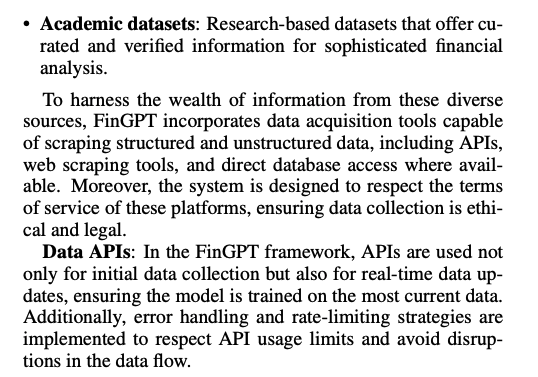 • Academic datasets: Research-based datasets that offer cu-
rated and verified information for sophisticated financial
analysis.
To harness the wealth of information from these diverse
sources, FinGPT incorporates data acquisition tools capable
of scraping structured and unstructured data, including APIs,
web scraping tools, and direct database access where avail-
able. Moreover, the system is designed to respect the terms
of service of these platforms, ensuring data collection is ethi-
cal and legal.
Data APIs: In the FinGPT framework, APIs are used not
only for initial data collection but also for real-time data up-
dates, ensuring the model is trained on the most current data.
Additionally, error handling and rate-limiting strategies are
implemented to respect API usage limits and avoid disrup-
tions in the data flow.